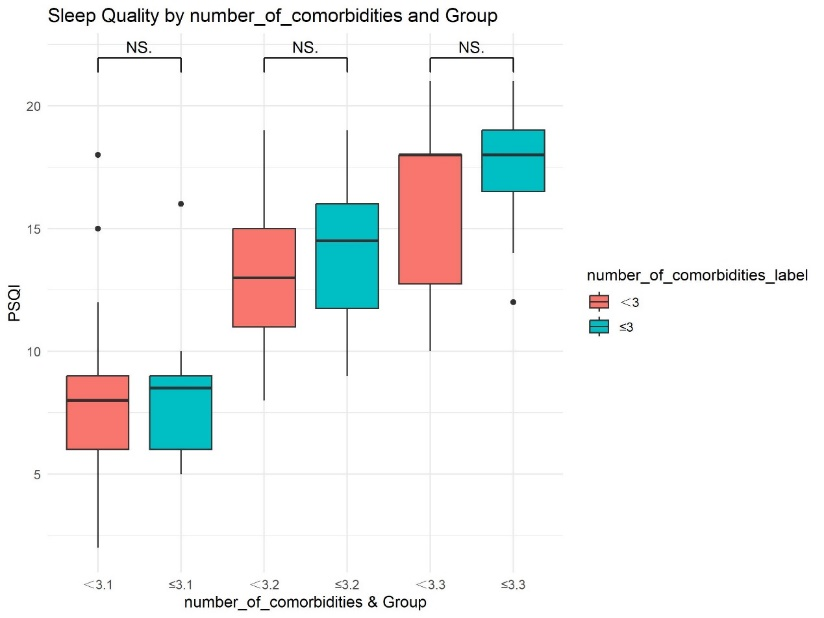 Sleep Quality by number_of_comorbidities and Group
NS.
NS.
NS.
20
15
10
5
PSQI
<3.1
≤3.1
<3.2
≤3.2
<3.3
≤3.3
number_of_comorbidities & Group
number_of_comorbidities_label
<3
≤3